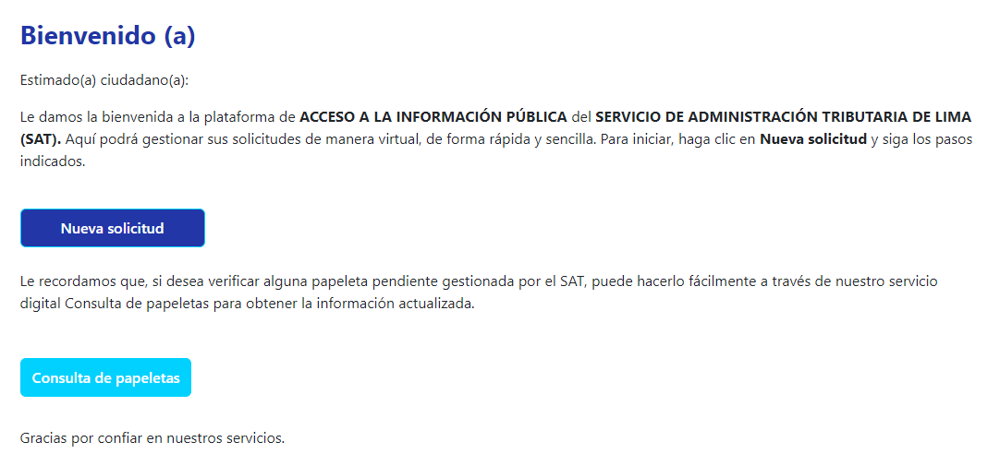 Bienvenido (a)
Estimado(a) ciudadano(a):
Le damos la bienvenida a la plataforma de ACCESO A LA INFORMACIÓN PÚBLICA del SERVICIO DE ADMINISTRACIÓN TRIBUTARIA DE LIMA
(SAT). Aquí podrá gestionar sus solicitudes de manera virtual, de forma rápida y sencilla. Para iniciar, haga clic en Nueva solicitud y siga los pasos
indicados.
Nueva solicitud
Le recordamos que, si desea verificar alguna papeleta pendiente gestionada por el SAT, puede hacerlo fácilmente a través de nuestro servicio
digital Consulta de papeletas para obtener la información actualizada.
Consulta de papeletas
Gracias por confiar en nuestros servicios.